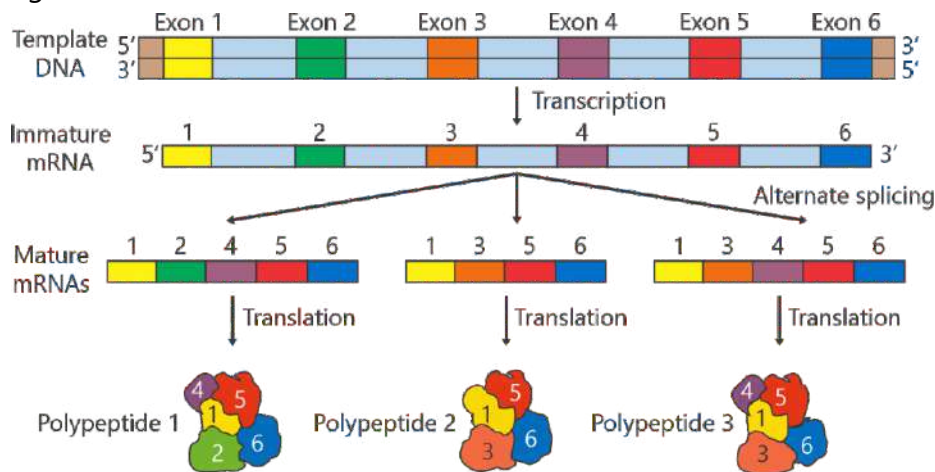 Exon 1 Exon 2 Exon 3 Exon 4 Exon 5 Exon 6
Template DNA
5′ 3′
3′ 5′
Transcription
1 2 3 4 5 6
Immature mRNA
5′ 3′
Alternate splicing
1 2 4 5 6 1 3 5 6 1 3 4 5 6
Mature mRNAs
Translation Translation Translation
Polypeptide 1 4 5 1 2 6
Polypeptide 2 5 1 3 6
Polypeptide 3 4 5 1 3 6